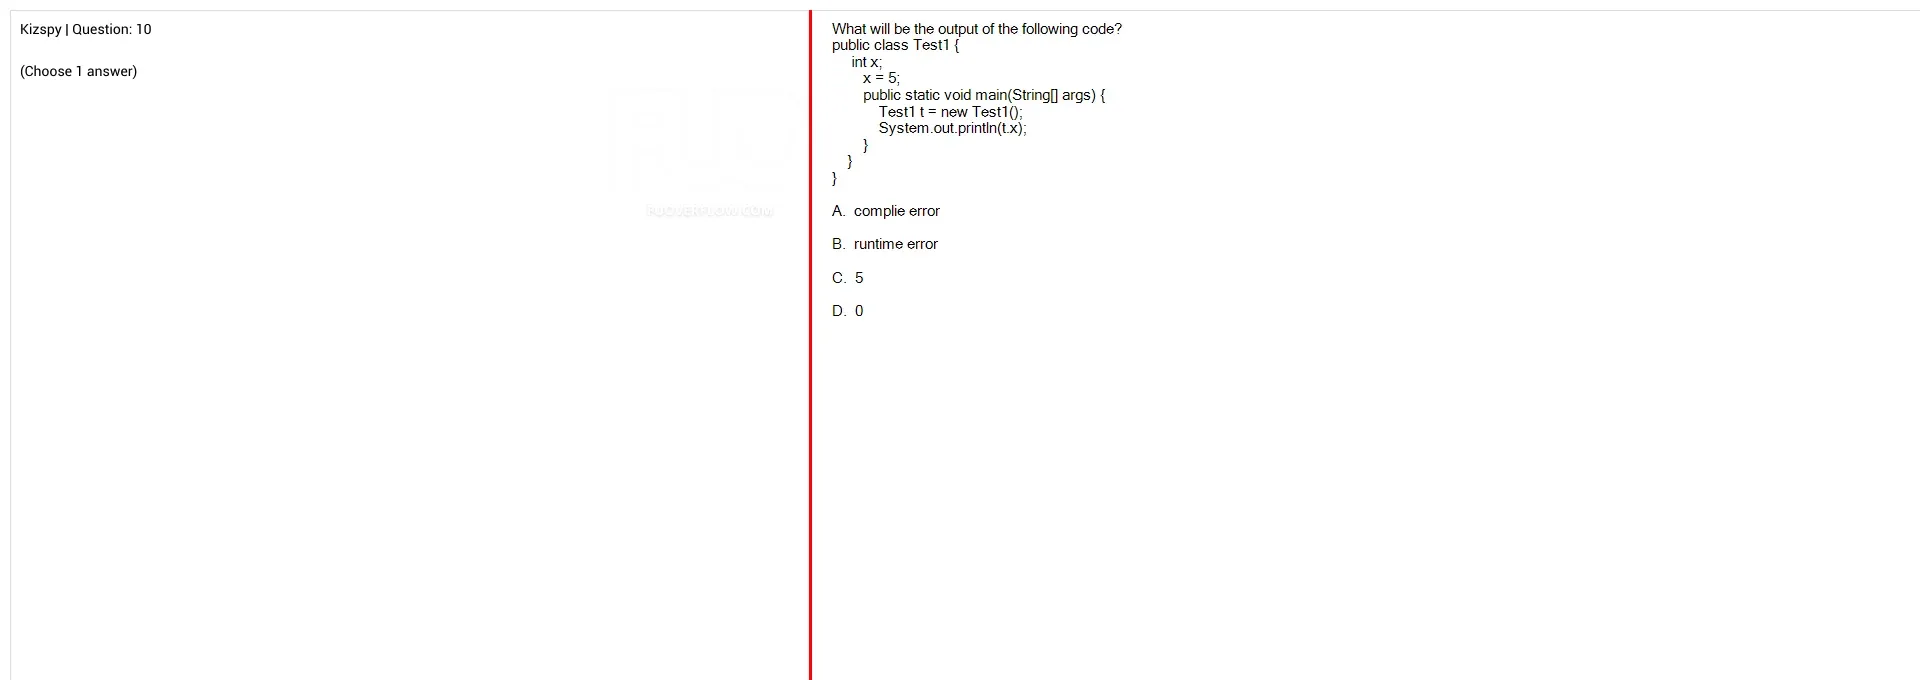 Kizspy | Question: 10
(Choose 1 answer)
FUOVERFLOW.COM
What will be the output of the following code?
public class Test1 {
int x;
x = 5;
public static void main(String[] args) {
Test1 t = new Test1();
System.out.println(t.x);
}
}
}
A. complie error
B. runtime error
C. 5
D. 0